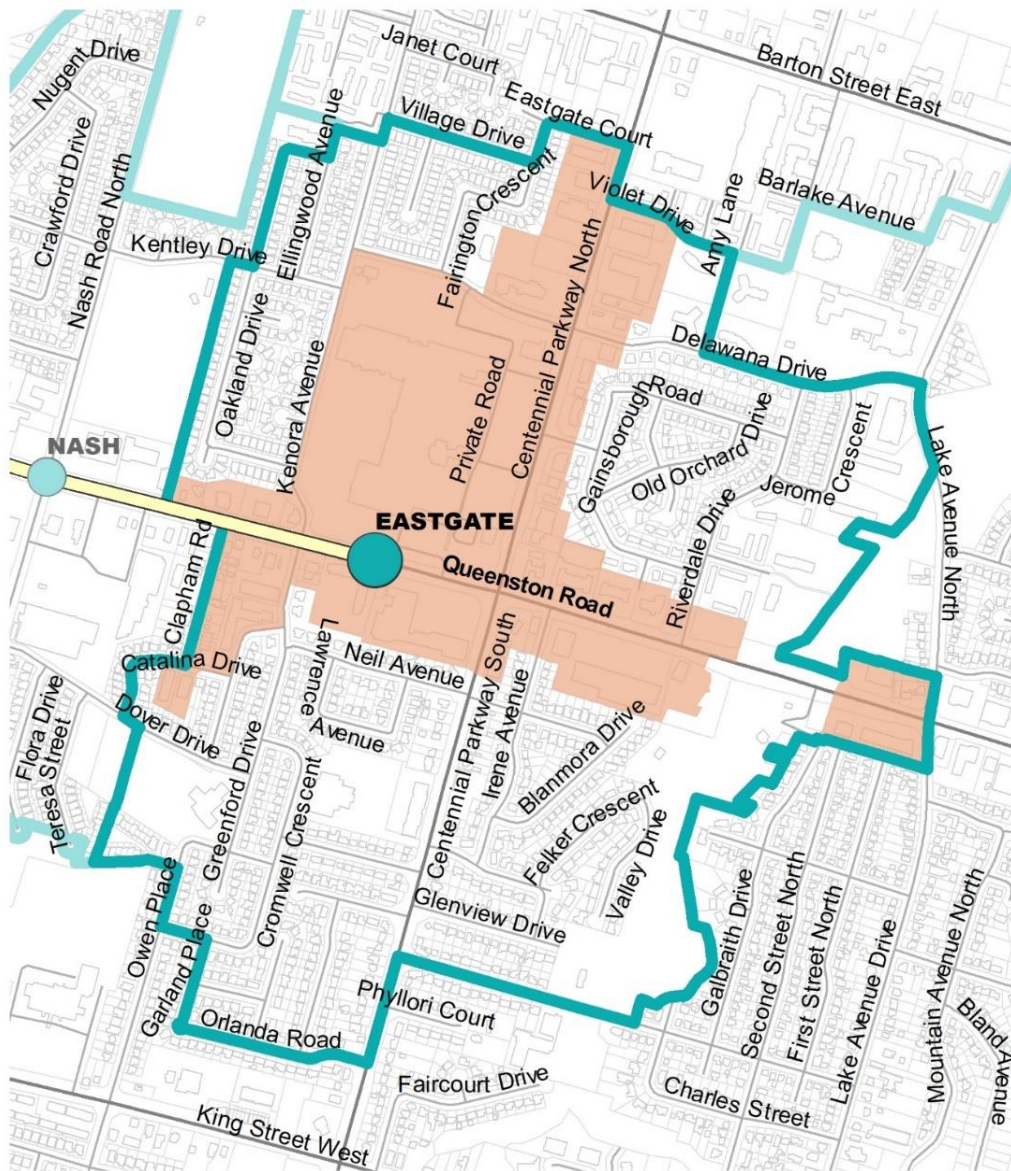 Janet Court
Barton Street East
Nugent Drive
Village Drive
Eastgate Court
Crawford Drive
Nash Road North
Ellingwood Avenue
Fairington Crescent
Violet Drive
Amy Lane
Barlake Avenue
Kentley Drive
Oakland Drive
Kenora Avenue
Private Road
Centennial Parkway North
Delawana Drive
Gainsborough Road
Old Orchard Drive
Jerome Crescent
Riverdale Drive
Lake Avenue North
NASH
EASTGATE
Queenston Road
Clapham Rd
Catalina Drive
Dover Drive
Flora Drive
Teresa Street
Lawrence Avenue
Neil Avenue
Centennial Parkway South
Irene Avenue
Blanmora Drive
Felker Crescent
Valley Drive
Greenford Drive
Cromwell Crescent
Glenview Drive
Owen Place
Garland Place
Orlanda Road
Phyllori Court
Faircourt Drive
Galbraith Drive
Second Street North
First Street North
Lake Avenue Drive
Mountain Avenue North
Bland Avenue
Charles Street
King Street West